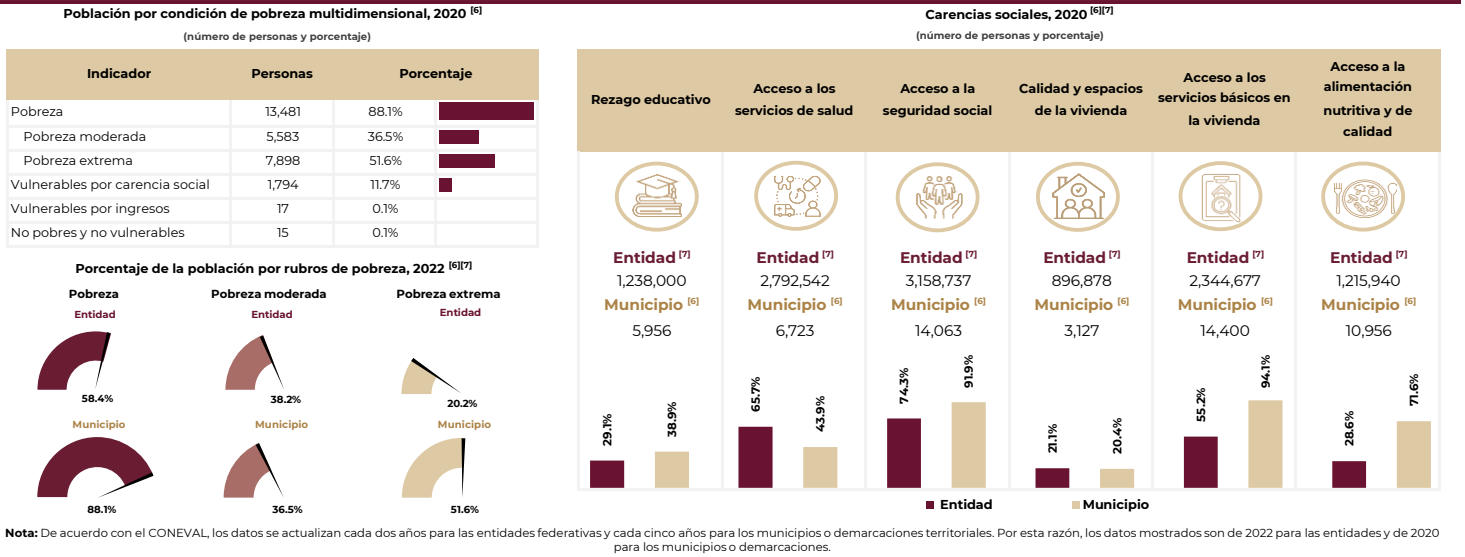 Población por condición de pobreza multidimensional, 2020 [6]
(número de personas y porcentaje)
Indicador Personas Porcentaje
Pobreza 13,481 88.1%
Pobreza moderada 5,583 36.5%
Pobreza extrema 7,898 51.6%
Vulnerables por carencia social 1,794 11.7%
Vulnerables por ingresos 17 0.1%
No pobres y no vulnerables 15 0.1%
Porcentaje de la población por rubros de pobreza, 2022 [6][7]
Pobreza Pobreza moderada Pobreza extrema
Entidad Entidad Entidad
58.4% 38.2% 20.2%
Municipio Municipio Municipio
88.1% 36.5% 51.6%
Carencias sociales, 2020 [6][7]
(número de personas y porcentaje)
Rezago educativo
Acceso a los
servicios de salud
Acceso a la
seguridad social
Calidad y espacios
de la vivienda
Acceso a los
servicios básicos en
la vivienda
Acceso a la
alimentación
nutritiva y de
calidad
Entidad [7] Entidad [7] Entidad [7] Entidad [7] Entidad [7] Entidad [7]
1,238,000 2,792,542 3,158,737 896,878 2,344,677 1,215,940
Municipio [6] Municipio [6] Municipio [6] Municipio [6] Municipio [6] Municipio [6]
5,956 6,723 14,063 3,127 14,400 10,956
29.1% 38.9% 65.7% 43.9% 74.3% 91.9% 21.1% 20.4% 55.2% 94.1% 28.6% 71.6%
Entidad Municipio
Nota: De acuerdo con el CONEVAL, los datos se actualizan cada dos años para las entidades federativas y cada cinco años para los municipios o demarcaciones territoriales. Por esta razón, los datos mostrados son de 2022 para las entidades y de 2020
para los municipios o demarcaciones.